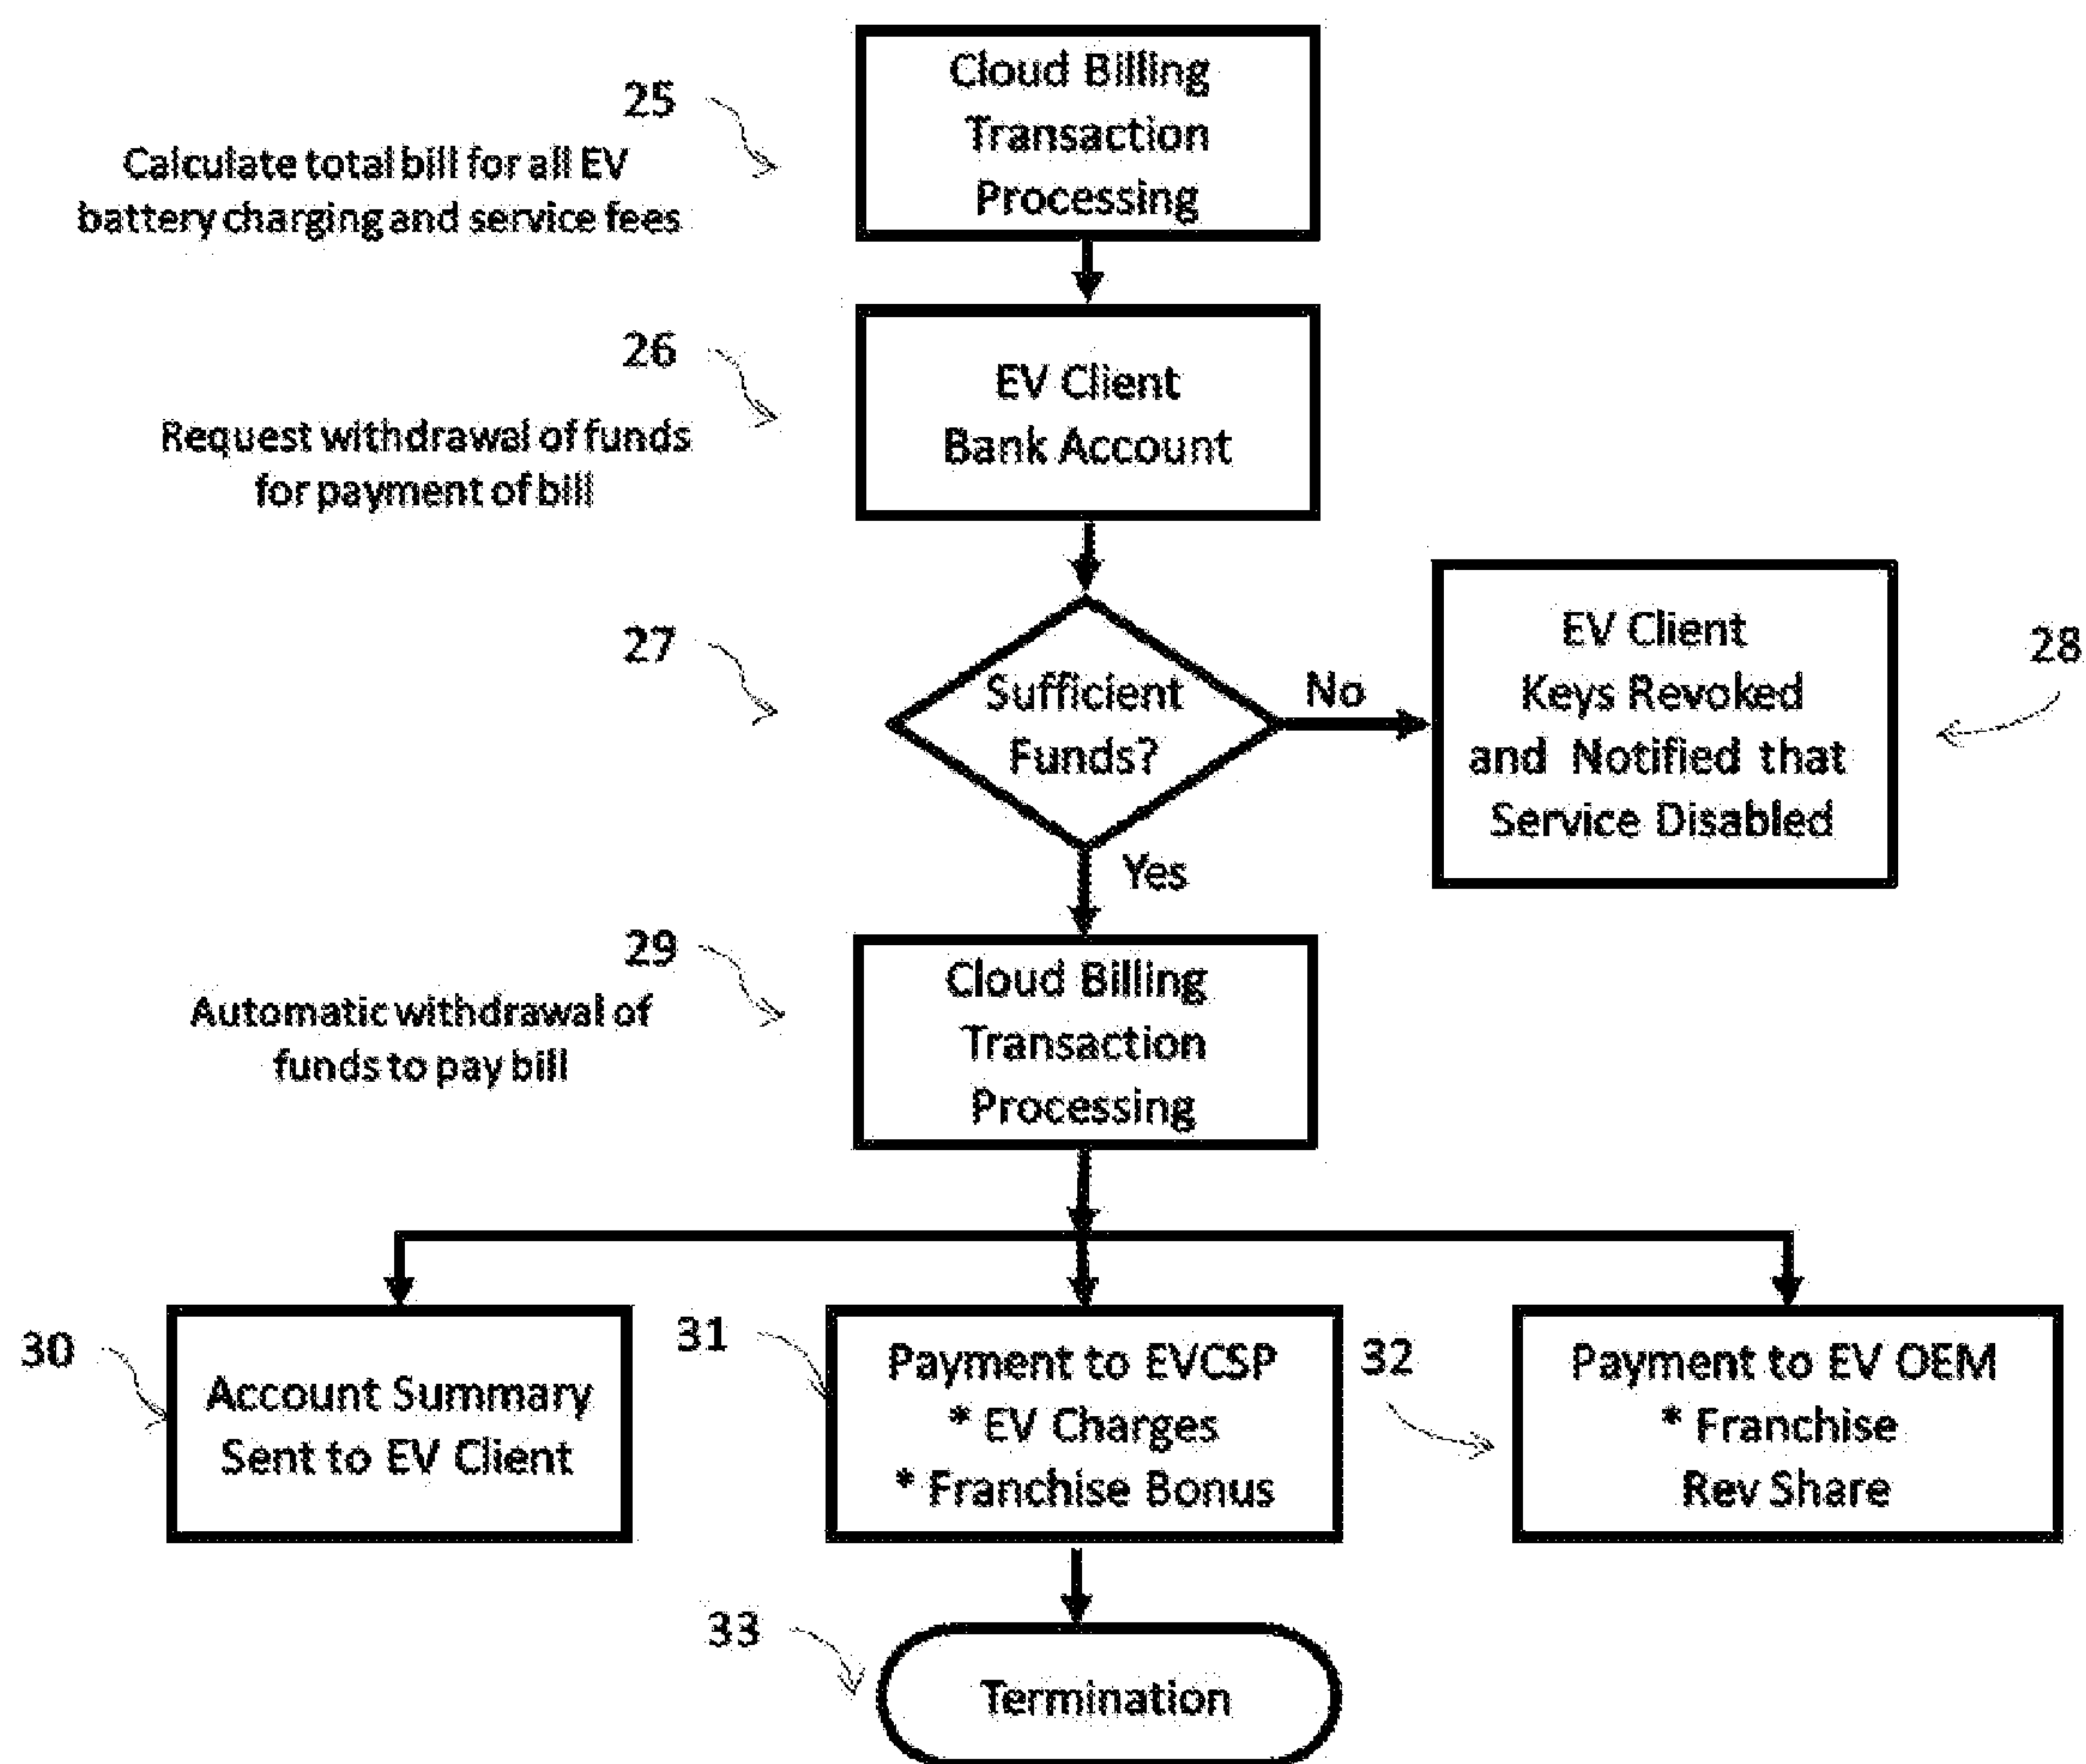 25
Cloud Billing
Transaction
Processing
Calculate total bill for all EV
battery charging and service fees
26
EV Client
Bank Account
Request withdrawal of funds
for payment of bill
27
Sufficient
Funds?
No
EV Client
Keys Revoked
and Notified that
Service Disabled
28
Yes
29
Cloud Billing
Transaction
Processing
Automatic withdrawal of
funds to pay bill
30
Account Summary
Sent to EV Client
31
Payment to EVCSP
* EV Charges
* Franchise Bonus
32
Payment to EV OEM
* Franchise
Rev Share
33
Termination